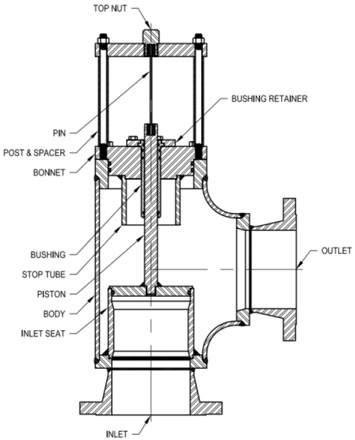 TOP NUT
BUSHING RETAINER
PIN
POST & SPACER
BONNET
BUSHING
STOP TUBE
PISTON
BODY
INLET SEAT
OUTLET
INLET